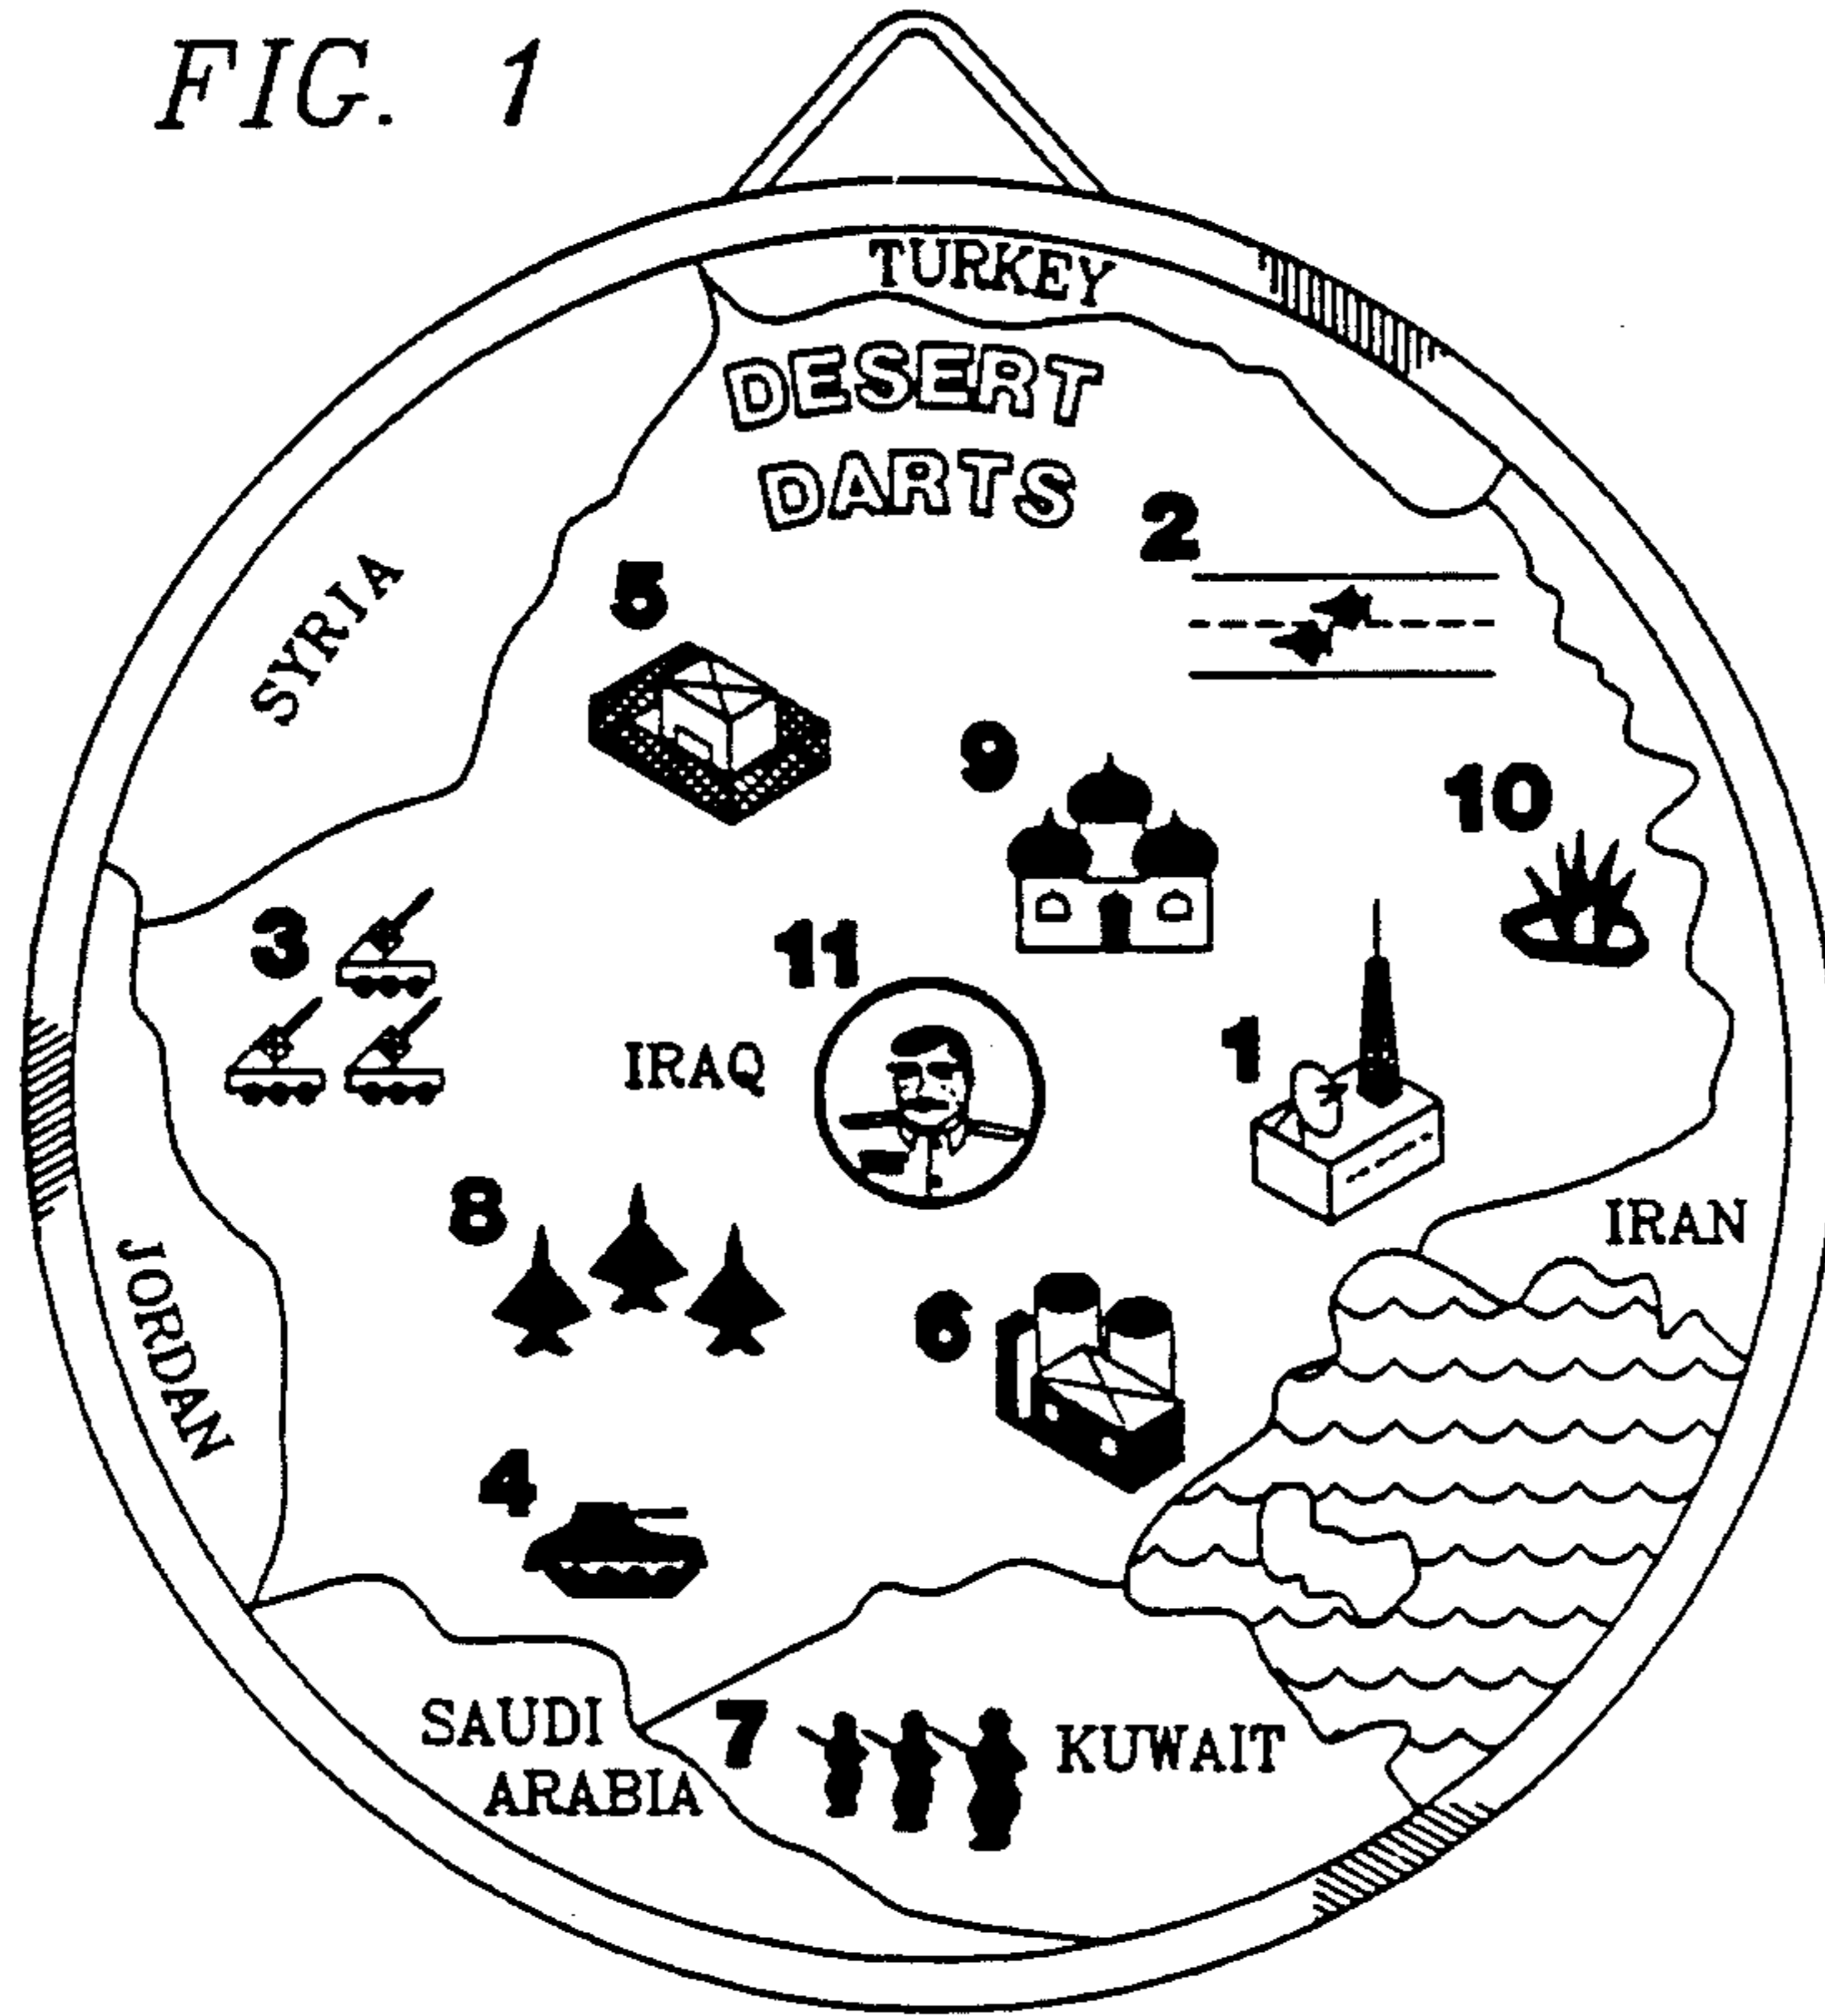 FIG. 1
TURKEY
DESERT
DARTS
2
SYRIA
5
9
10
3
11
IRAQ
1
8
IRAN
JORDAN
6
4
SAUDI
ARABIA
7
KUWAIT